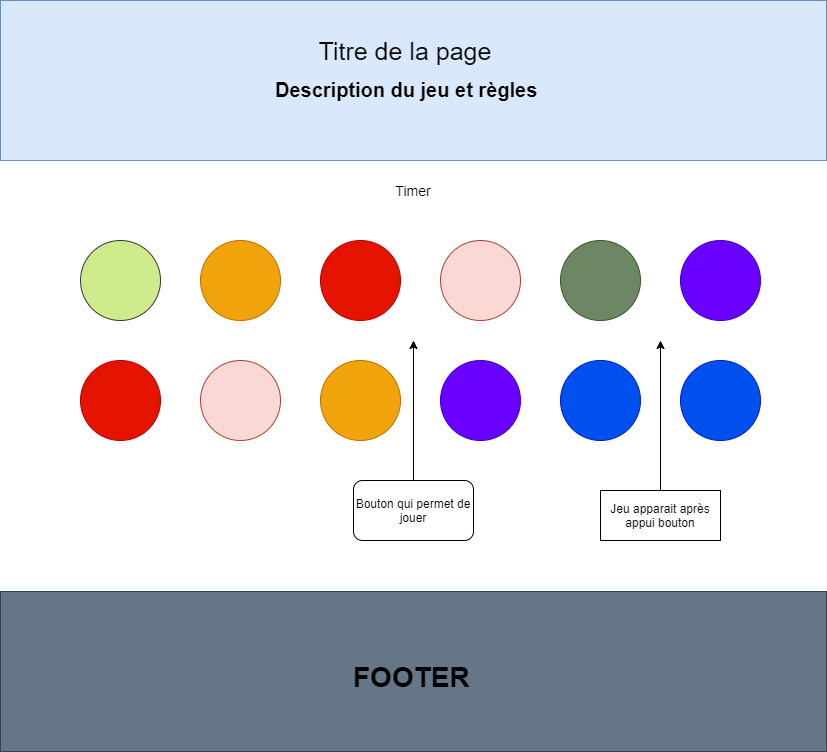 Titre de la page
Description du jeu et règles
Timer
Bouton qui permet de
jouer
Jeu apparait après
appui bouton
FOOTER